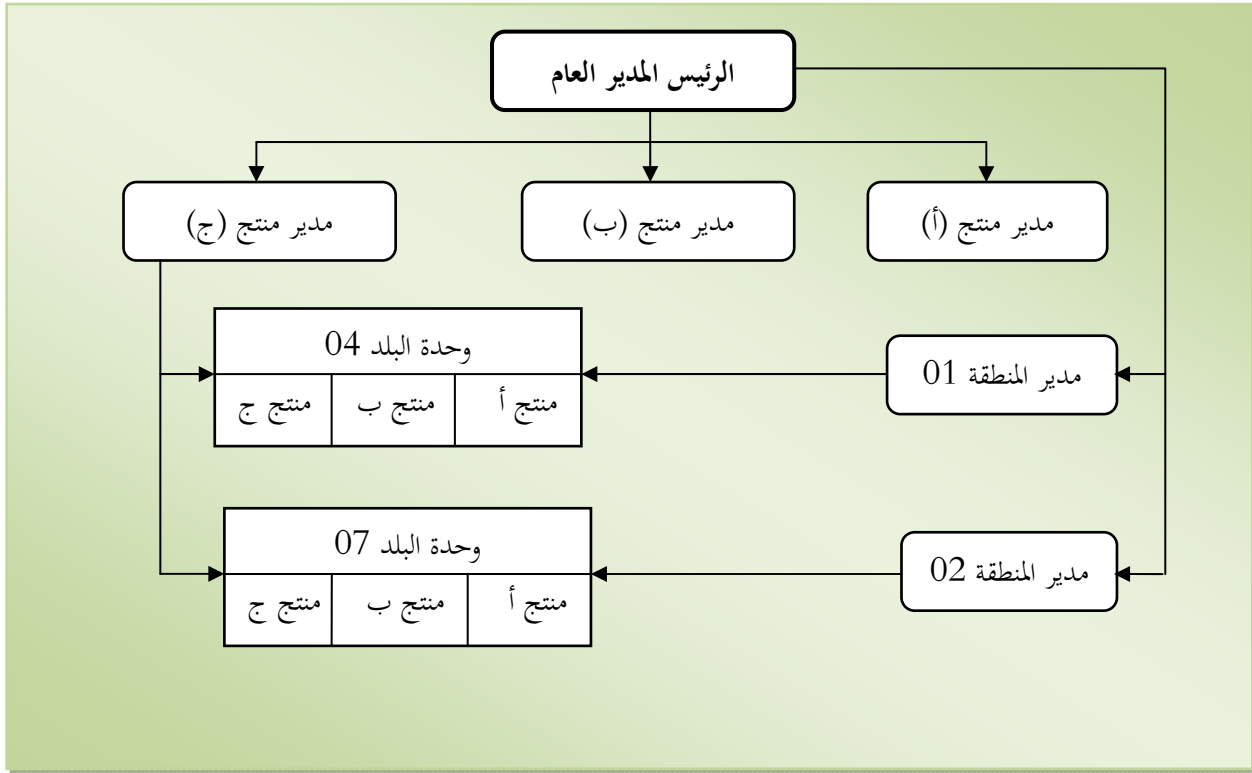 الرئيس المدير العام
مدير منتج (أ)
مدير منتج (ب)
مدير منتج (ج)
مدير المنطقة 01
وحدة البلد 04
منتج أ
منتج ب
منتج ج
مدير المنطقة 02
وحدة البلد 07
منتج أ
منتج ب
منتج ج